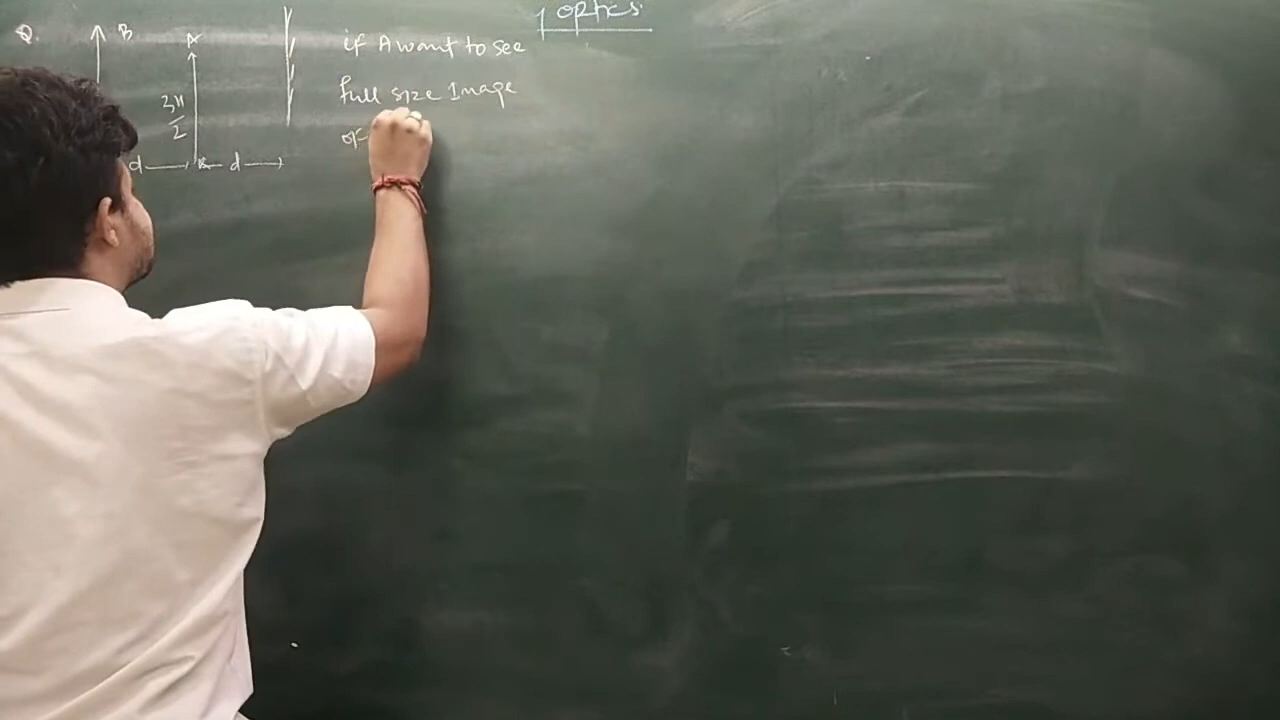 optics.
Q.
B
A
3H
2
d
d
if A want to see
full size Image
of